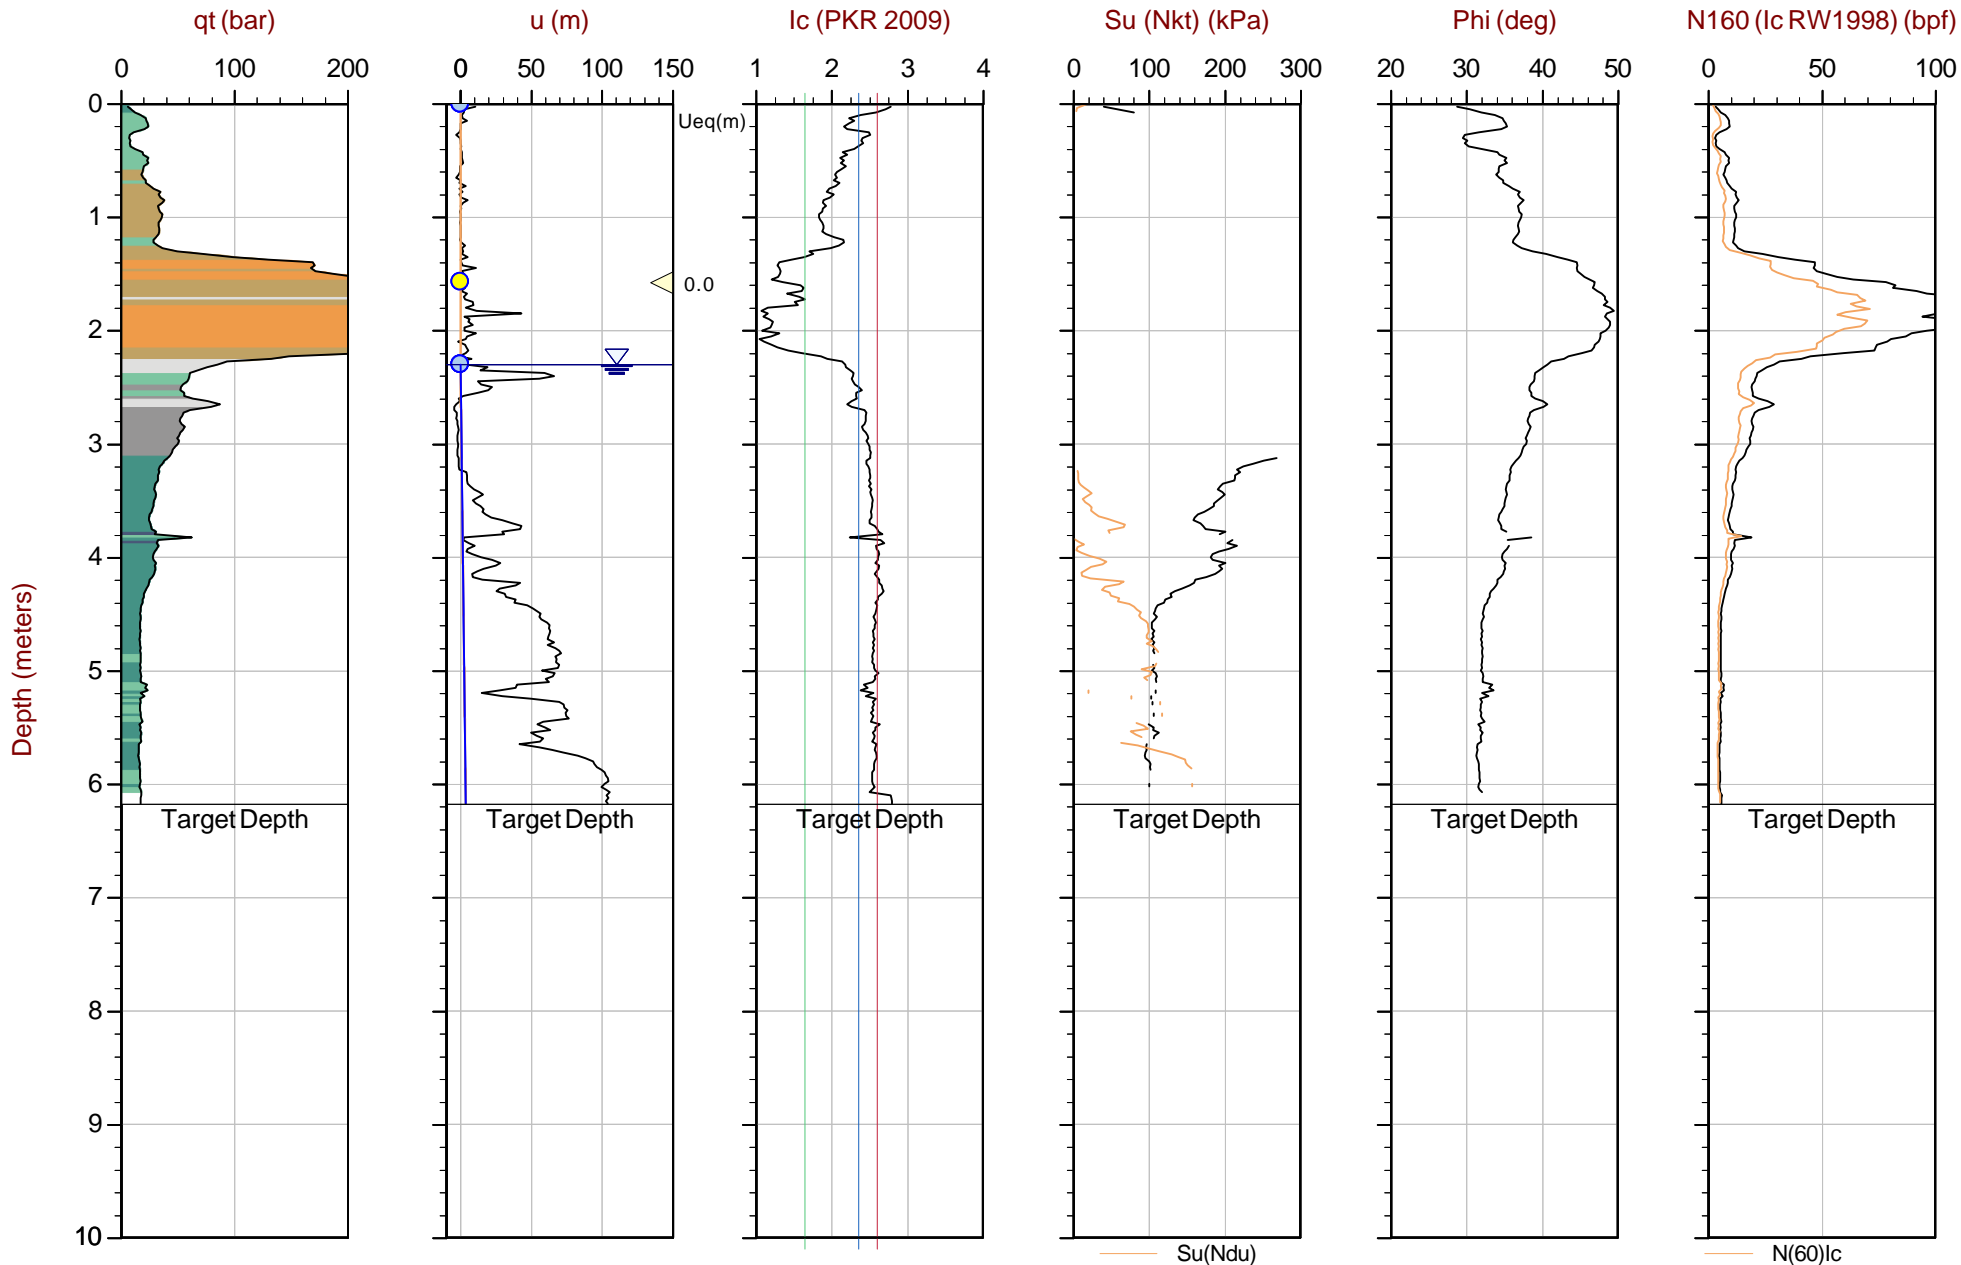 qt (bar) u (m) Ic (PKR 2009) Su (Nkt) (kPa) Phi (deg) N160 (Ic RW1998) (bpf)
0 100 200 0 50 100 150 1 2 3 4 0 100 200 300 20 30 40 50 0 50 100
0
Ueq(m)
1
0.0
2
3
4
5
6
Target Depth Target Depth Target Depth Target Depth Target Depth Target Depth
7
8
9
10
Depth (meters)
Su(Ndu) N(60)Ic